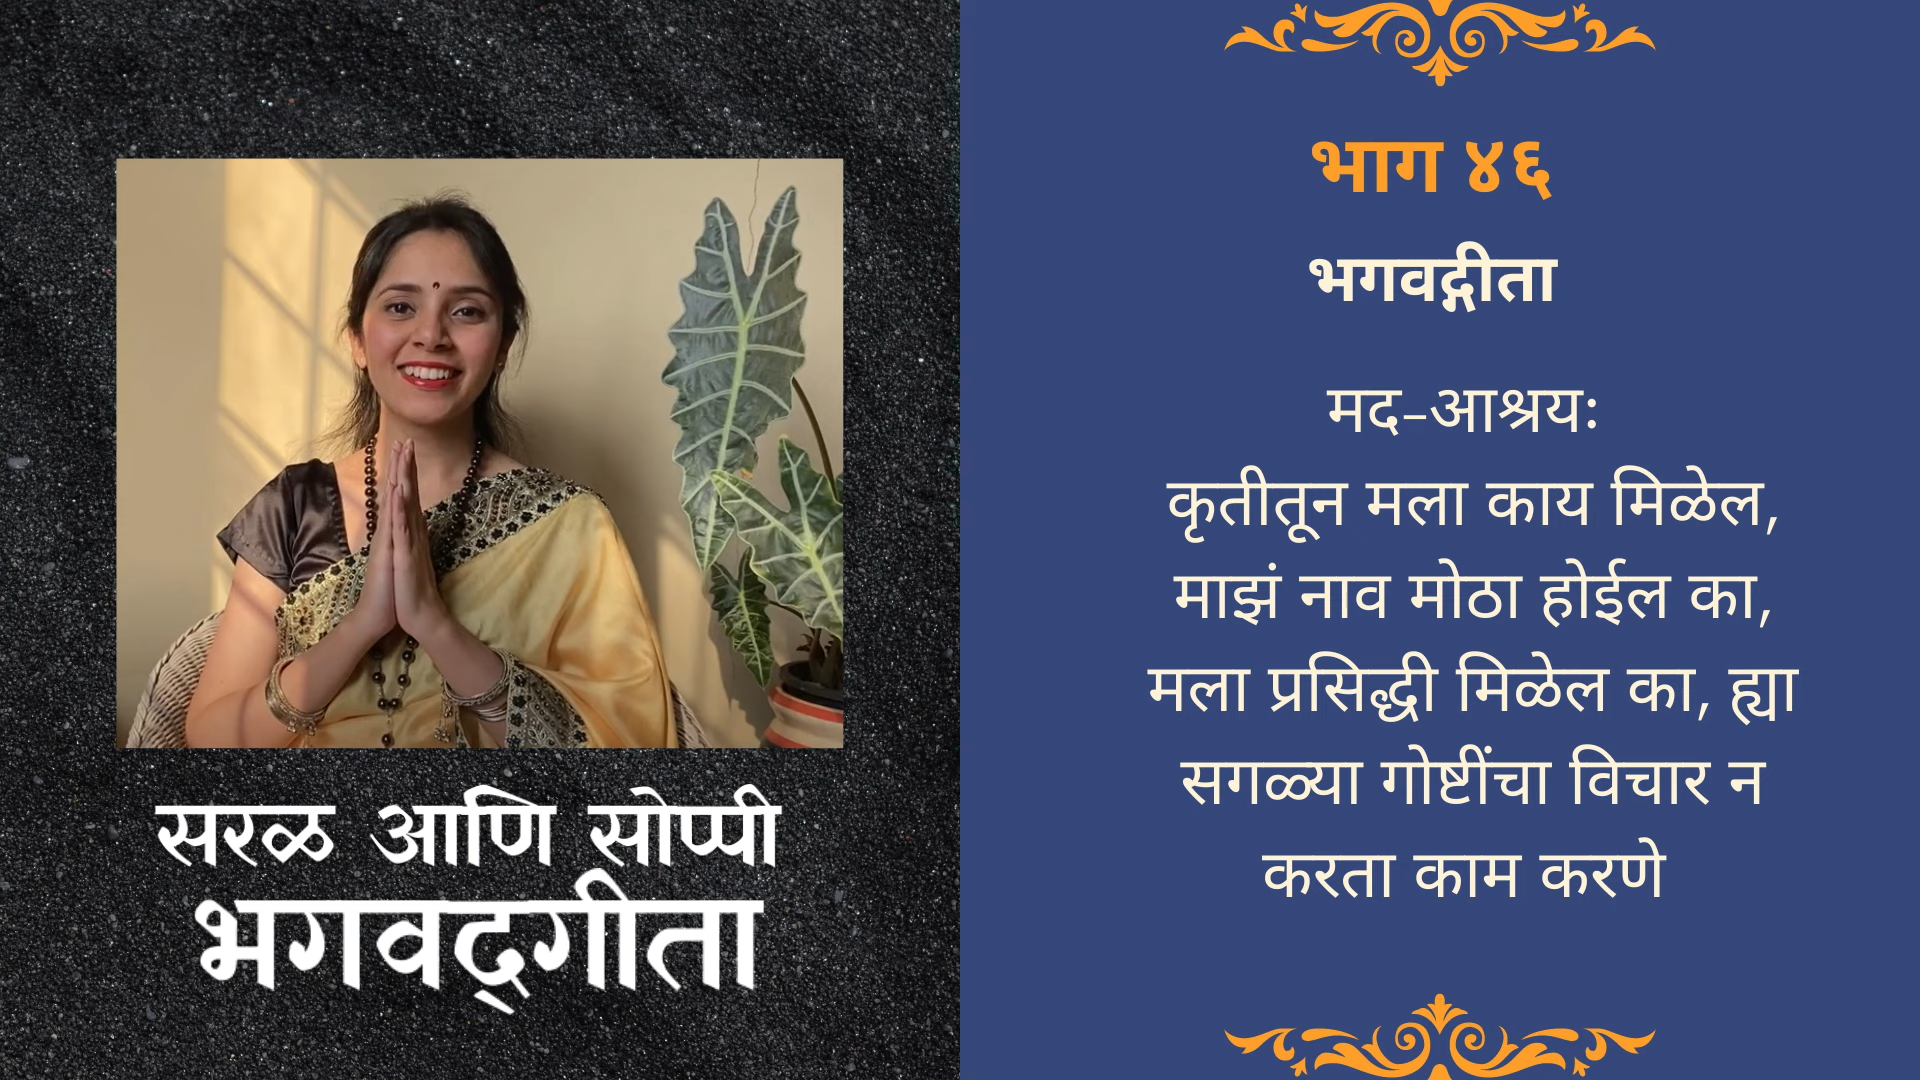 सरळ आणि सोप्पी
भगवद्‌गीता
भाग ४६
भगवद्गीता
मद-आश्रयः
कृतीतून मला काय मिळेल,
माझं नाव मोठा होईल का,
मला प्रसिद्धी मिळेल का, ह्या
सगळ्या गोष्टींचा विचार न
करता काम करणे